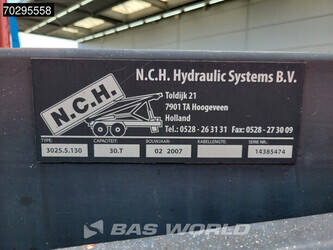 70295558
N.C.H. Hydraulic Systems B.V.
N.C.H.
Toldijk 21
7901 TA Hoogeveen
Holland
Tel.: 0528 - 26 31 31 Fax: 0528 - 27 30 09
TYPE: CAPACITEIT: BOUWJAAR: KABELLENGTE: SERIE NR.:
3025.5.130 30.T 02 2007 14385474
BAS WORLD